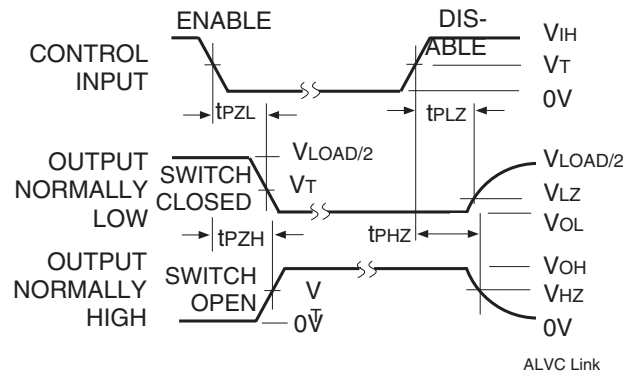 ENABLE
DIS-
ABLE
CONTROL
INPUT
VIH
VT
0V
tPZL
tPLZ
OUTPUT
NORMALLY
LOW
SWITCH
CLOSED
VLOAD/2
VT
VLOAD/2
VLZ
VOL
tPZH
tPHZ
OUTPUT
NORMALLY
HIGH
SWITCH
OPEN
VT
0V
VOH
VHZ
0V
ALVC Link